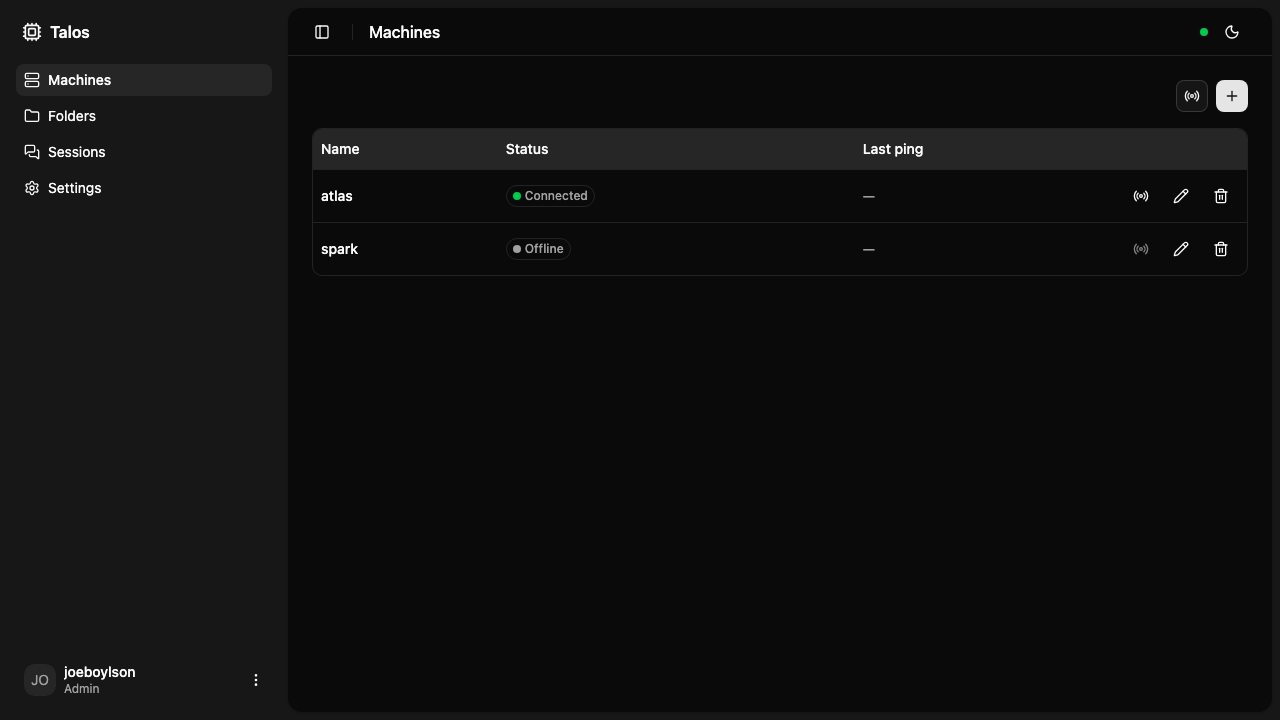 Talos
Machines
Folders
Sessions
Settings
JO
joeboylson
Admin
Machines
Name Status Last ping
atlas Connected —
spark Offline —